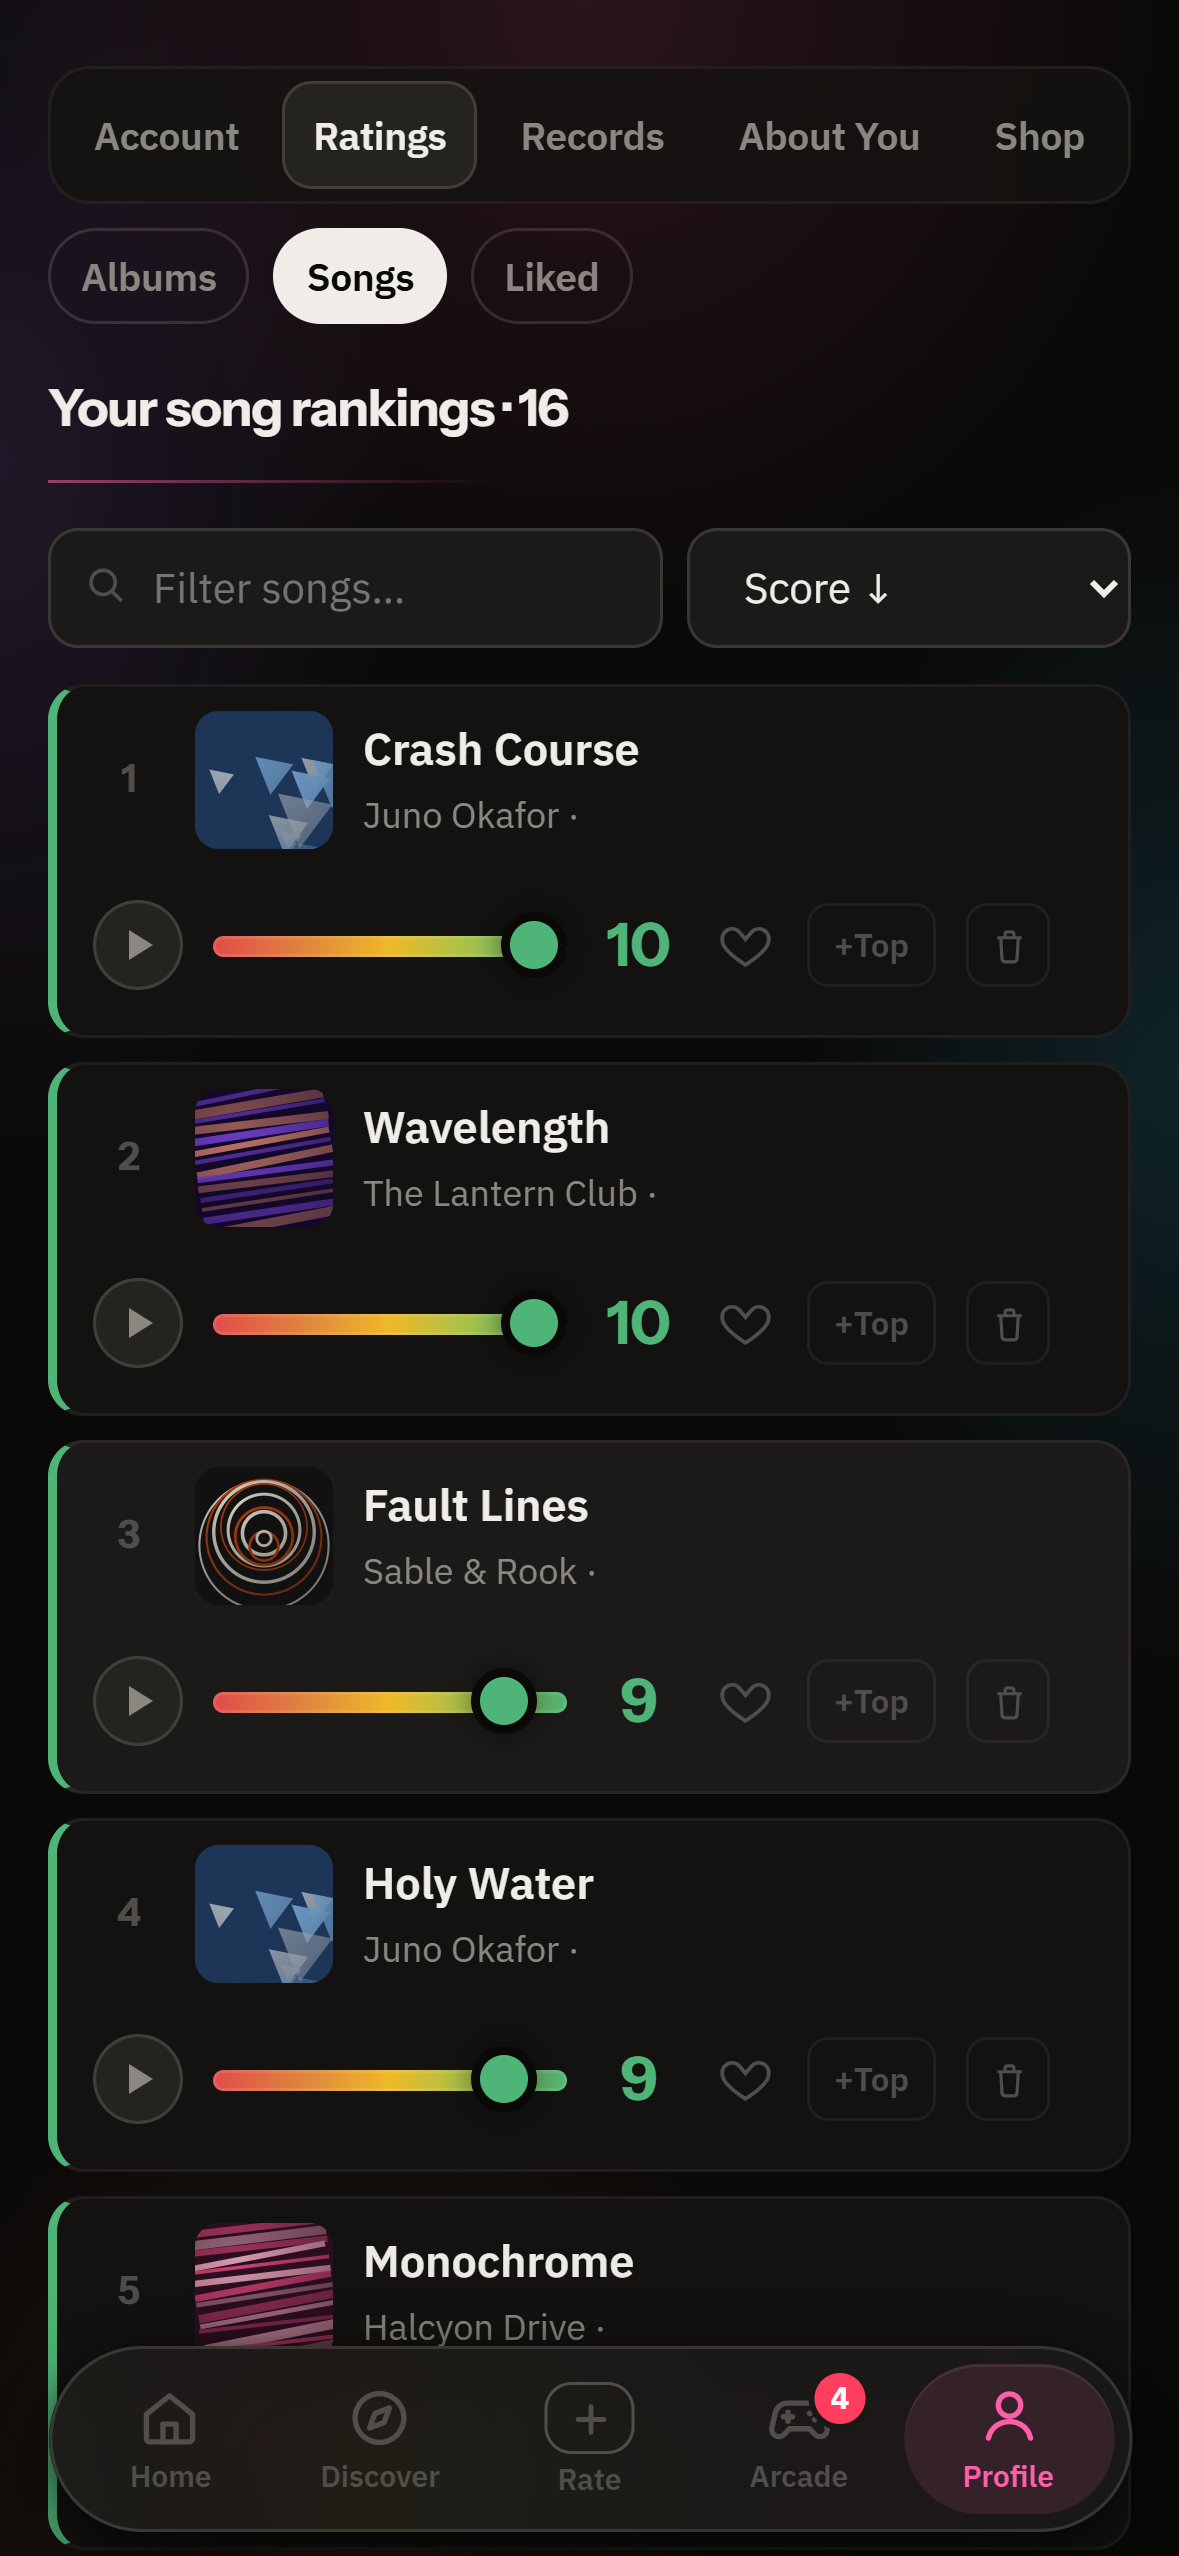 Account Ratings Records About You Shop
Albums Songs Liked
Your song rankings · 16
Filter songs... Score ↓
1 Crash Course
Juno Okafor ·
10 +Top
2 Wavelength
The Lantern Club ·
10 +Top
3 Fault Lines
Sable & Rook ·
9 +Top
4 Holy Water
Juno Okafor ·
9 +Top
5 Monochrome
Halcyon Drive ·
4
Home Discover Rate Arcade Profile